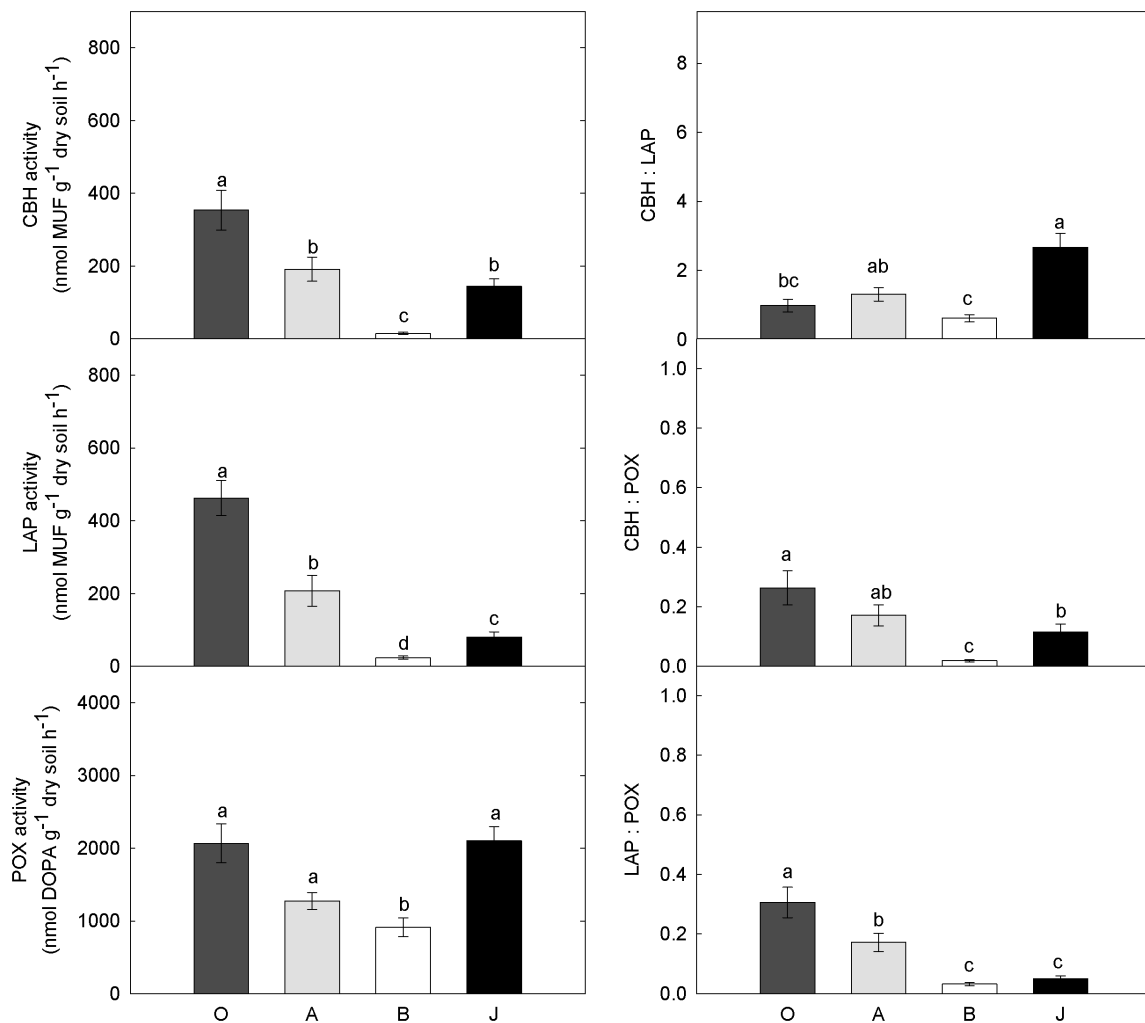 CBH activity
(nmol MUF g⁻¹ dry soil h⁻¹)
800
600
400
200
0
a
b
c
b
CBH : LAP
8
6
4
2
0
bc
ab
c
a
LAP activity
(nmol MUF g⁻¹ dry soil h⁻¹)
800
600
400
200
0
a
b
d
c
CBH : POX
1.0
0.8
0.6
0.4
0.2
0.0
a
ab
c
b
POX activity
(nmol DOPA g⁻¹ dry soil h⁻¹)
4000
3000
2000
1000
0
a
a
b
a
O A B J
LAP : POX
1.0
0.8
0.6
0.4
0.2
0.0
a
b
c
c
O A B J